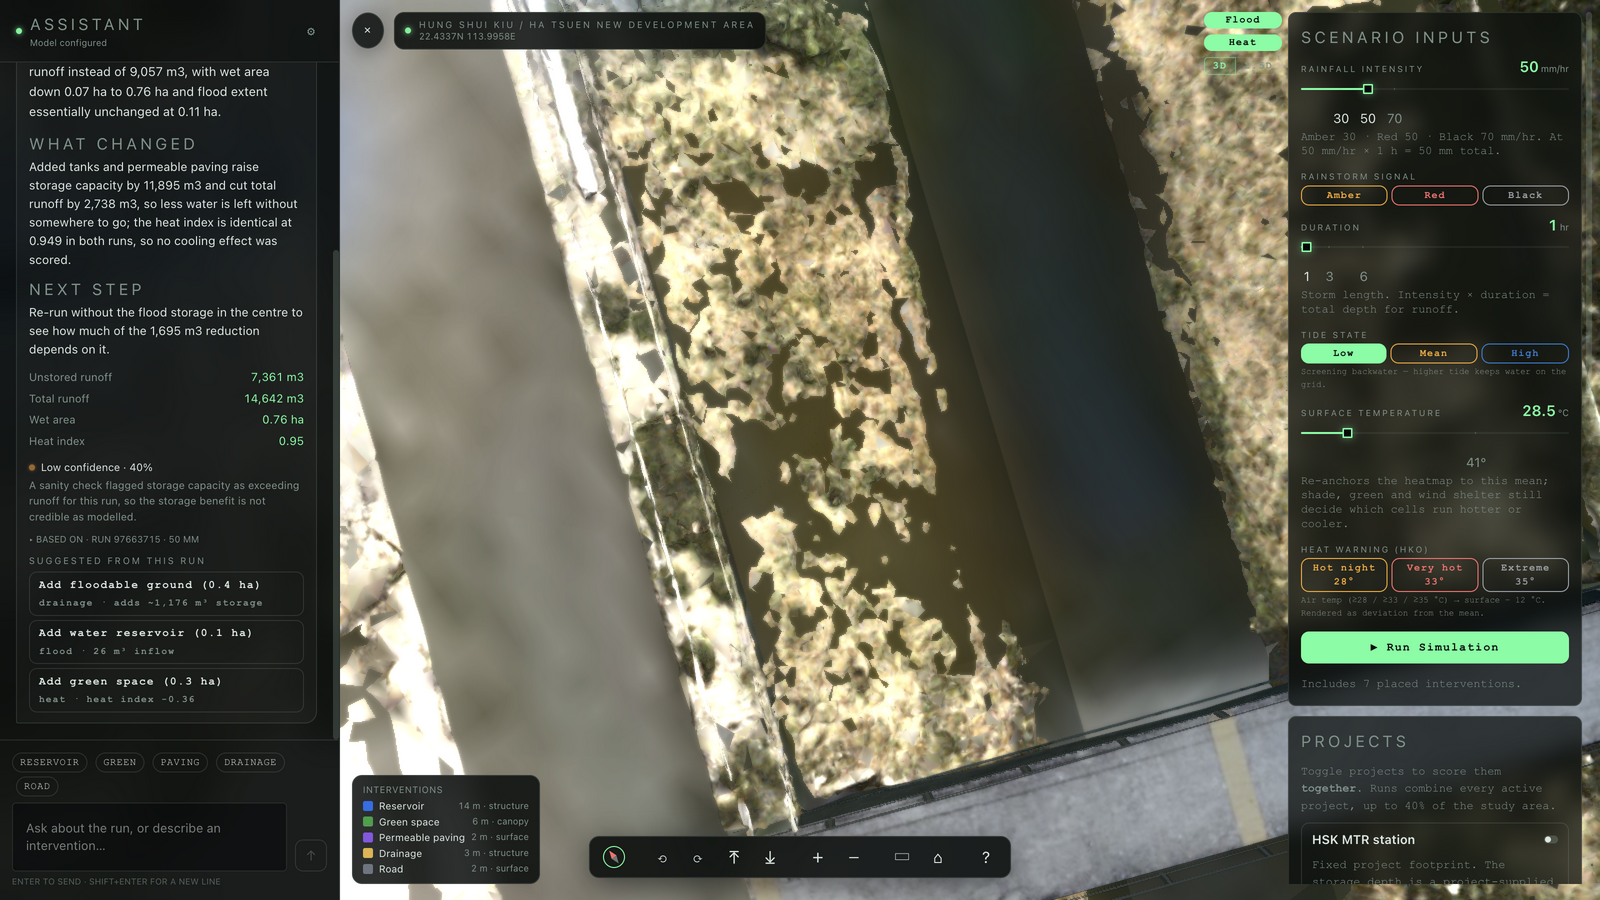 ASSISTANT
Model configured
runoff instead of 9,057 m3, with wet area
down 0.07 ha to 0.76 ha and flood extent
essentially unchanged at 0.11 ha.
WHAT CHANGED
Added tanks and permeable paving raise
storage capacity by 11,895 m3 and cut total
runoff by 2,738 m3, so less water is left without
somewhere to go; the heat index is identical at
0.949 in both runs, so no cooling effect was
scored.
NEXT STEP
Re-run without the flood storage in the centre to
see how much of the 1,695 m3 reduction
depends on it.
Unstored runoff 7,361 m3
Total runoff 14,642 m3
Wet area 0.76 ha
Heat index 0.95
Low confidence · 40%
A sanity check flagged storage capacity as exceeding
runoff for this run, so the storage benefit is not
credible as modelled.
▸ BASED ON · RUN 97663715 · 50 MM
SUGGESTED FROM THIS RUN
Add floodable ground (0.4 ha)
drainage · adds ~1,176 m³ storage
Add water reservoir (0.1 ha)
flood · 26 m³ inflow
Add green space (0.3 ha)
heat · heat index -0.36
RESERVOIR GREEN PAVING DRAINAGE
ROAD
Ask about the run, or describe an
intervention...
ENTER TO SEND · SHIFT+ENTER FOR A NEW LINE
HUNG SHUI KIU / HA TSUEN NEW DEVELOPMENT AREA
22.4337N 113.9958E
Flood
Heat
3D
INTERVENTIONS
Reservoir 14 m · structure
Green space 6 m · canopy
Permeable paving 2 m · surface
Drainage 3 m · structure
Road 2 m · surface
?
SCENARIO INPUTS
RAINFALL INTENSITY 50 mm/hr
30 50 70
Amber 30 · Red 50 · Black 70 mm/hr. At
50 mm/hr × 1 h = 50 mm total.
RAINSTORM SIGNAL
Amber Red Black
DURATION 1 hr
1 3 6
Storm length. Intensity × duration =
total depth for runoff.
TIDE STATE
Low Mean High
Screening backwater — higher tide keeps water on the
grid.
SURFACE TEMPERATURE 28.5 °C
41°
Re-anchors the heatmap to this mean;
shade, green and wind shelter still
decide which cells run hotter or
cooler.
HEAT WARNING (HKO)
Hot night 28° Very hot 33° Extreme 35°
Air temp (≥28 / ≥33 / ≥35 °C) → surface − 12 °C.
Rendered as deviation from the mean.
▶ Run Simulation
Includes 7 placed interventions.
PROJECTS
Toggle projects to score them
together. Runs combine every active
project, up to 40% of the study area.
HSK MTR station
Fixed project footprint. The
storage depth is a project-supplied